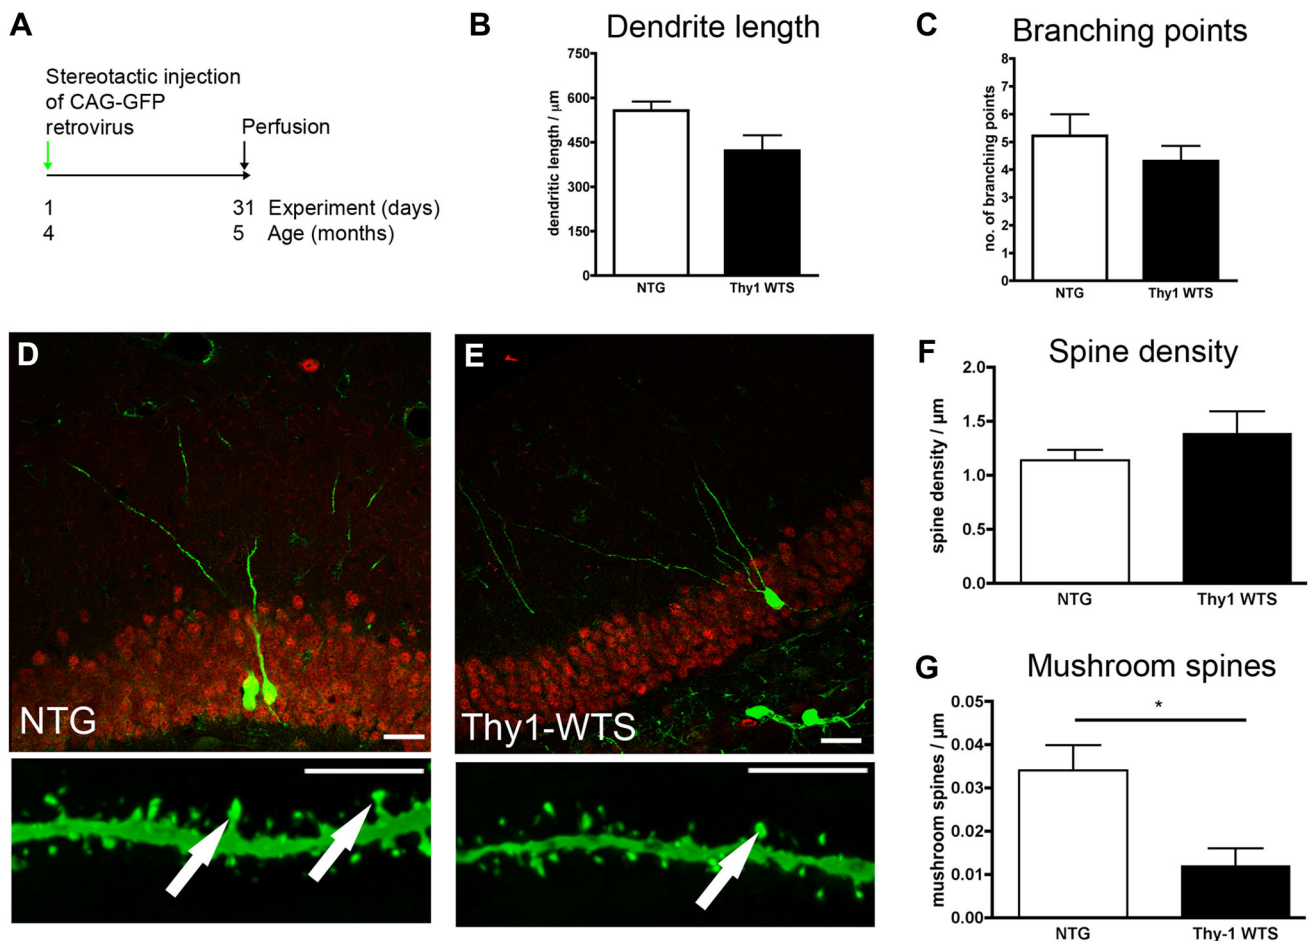 A
Stereotactic injection
of CAG-GFP
retrovirus
Perfusion
1 31 Experiment (days)
4 5 Age (months)
B
Dendrite length
dendritic length / µm
750
600
450
300
150
0
NTG Thy1 WTS
C
Branching points
no. of branching points
8
7
6
5
4
3
2
1
0
NTG Thy1 WTS
D
NTG
E
Thy1-WTS
F
Spine density
spine density / µm
2.0
1.5
1.0
0.5
0.0
NTG Thy1 WTS
G
Mushroom spines
mushroom spines / µm
0.05
0.04
0.03
0.02
0.01
0.00
*
NTG Thy-1 WTS